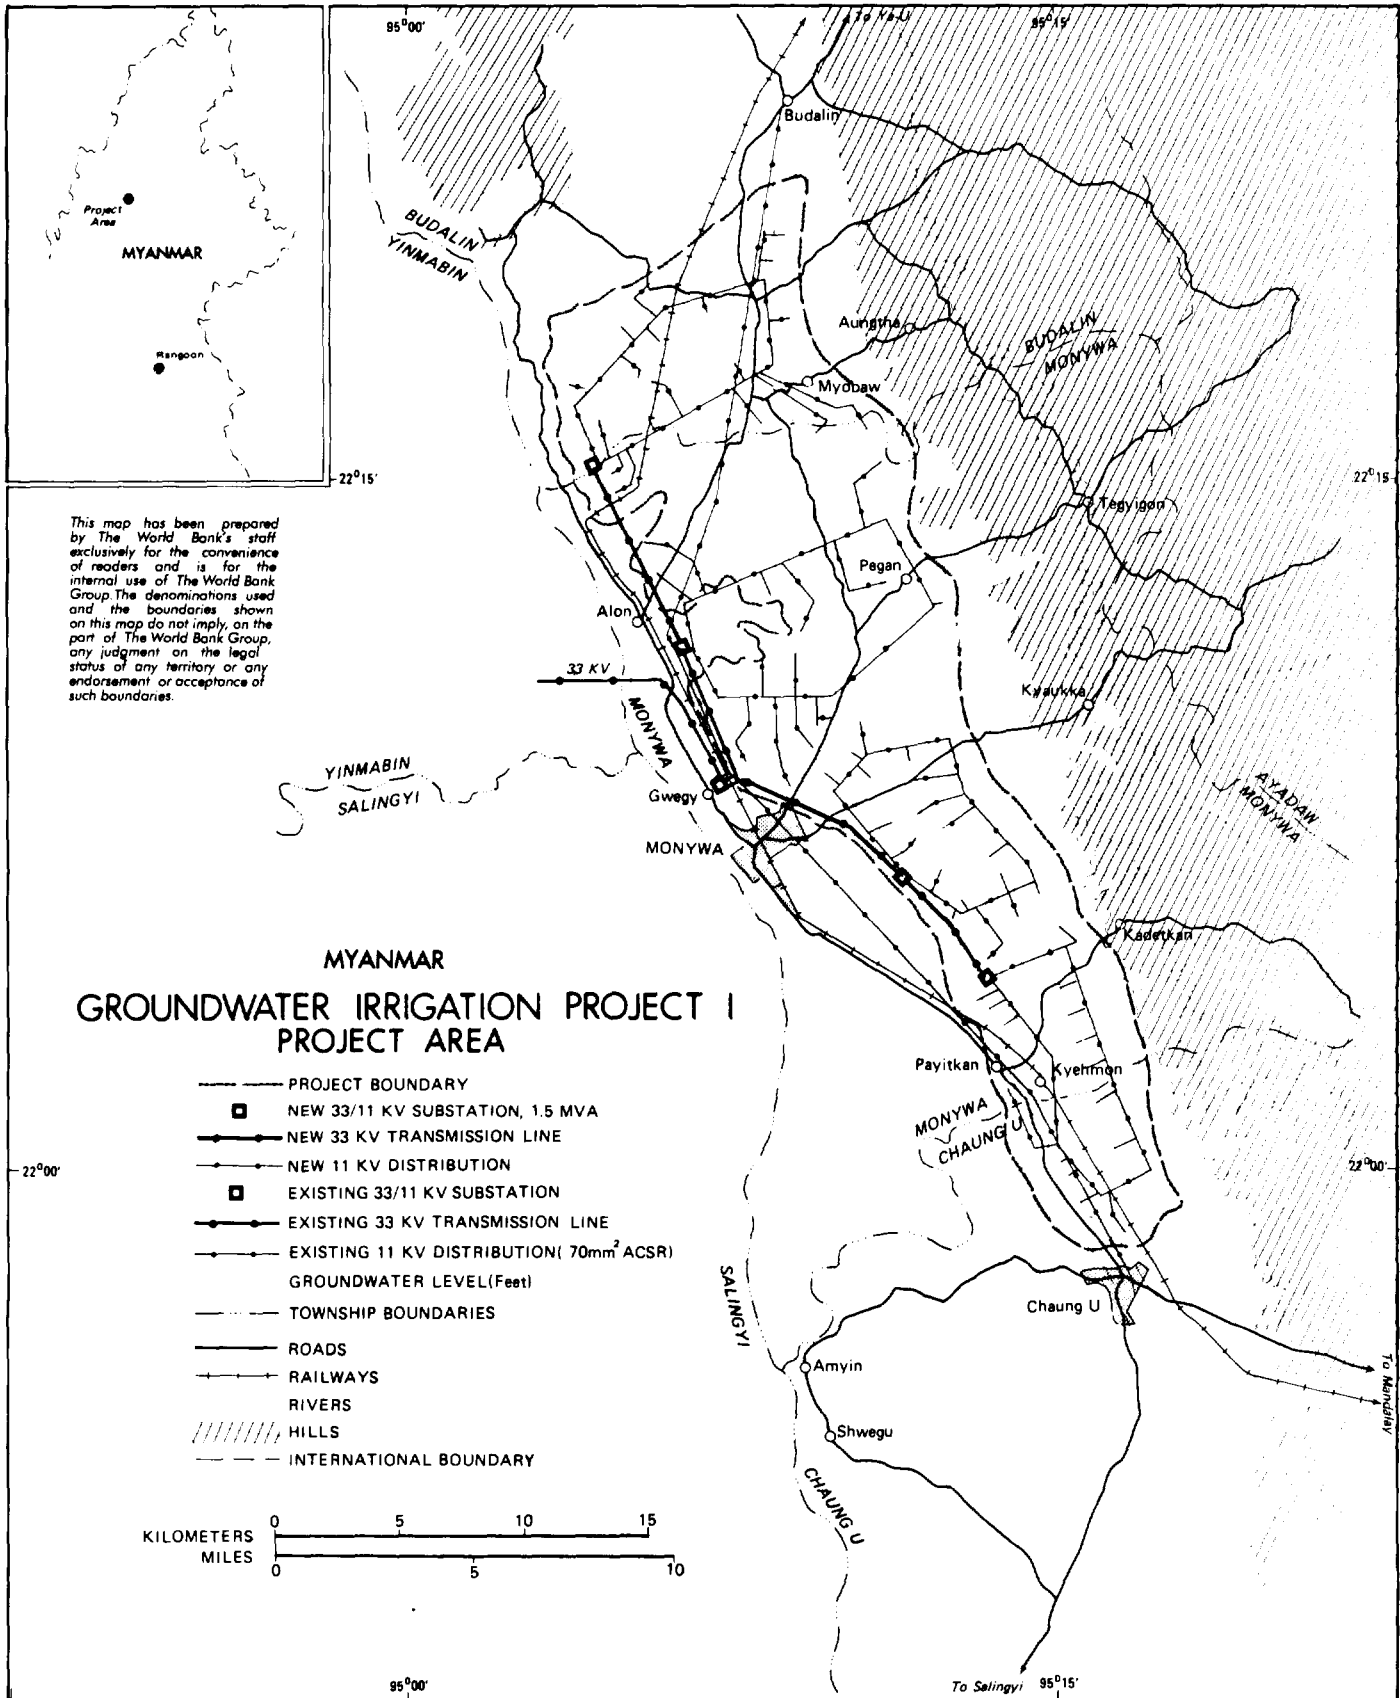 95°00'
95°15'
To Ye-U
Budalin
Project
Area
MYANMAR
Rangoon
BUDALIN
YINMABIN
Aungtha
BUDALIN
MONYWA
Myobaw
22°15'
22°15'
Tegyigon
This map has been prepared
by The World Bank's staff
exclusively for the convenience
of readers and is for the
internal use of The World Bank
Group. The denominations used
and the boundaries shown
on this map do not imply, on the
part of The World Bank Group,
any judgment on the legal
status of any territory or any
endorsement or acceptance of
such boundaries.
Pagan
Alon
33 KV
Kyaukka
MONYWA
YINMABIN
SALINGYI
Gwegy
AYADAW
MONYWA
MONYWA
Kadetkan
MYANMAR
GROUNDWATER IRRIGATION PROJECT I
PROJECT AREA
Payitkan
Kyehmon
MONYWA
CHAUNG U
PROJECT BOUNDARY
NEW 33/11 KV SUBSTATION, 1.5 MVA
NEW 33 KV TRANSMISSION LINE
NEW 11 KV DISTRIBUTION
EXISTING 33/11 KV SUBSTATION
EXISTING 33 KV TRANSMISSION LINE
EXISTING 11 KV DISTRIBUTION( 70mm² ACSR)
GROUNDWATER LEVEL(Feet)
TOWNSHIP BOUNDARIES
ROADS
RAILWAYS
RIVERS
HILLS
INTERNATIONAL BOUNDARY
22°00'
22°00'
SALINGYI
Chaung U
Amyin
To Mandalay
Shwegu
CHAUNG U
KILOMETERS
0 5 10 15
MILES
0 5 10
95°00'
To Salingyi
95°15'